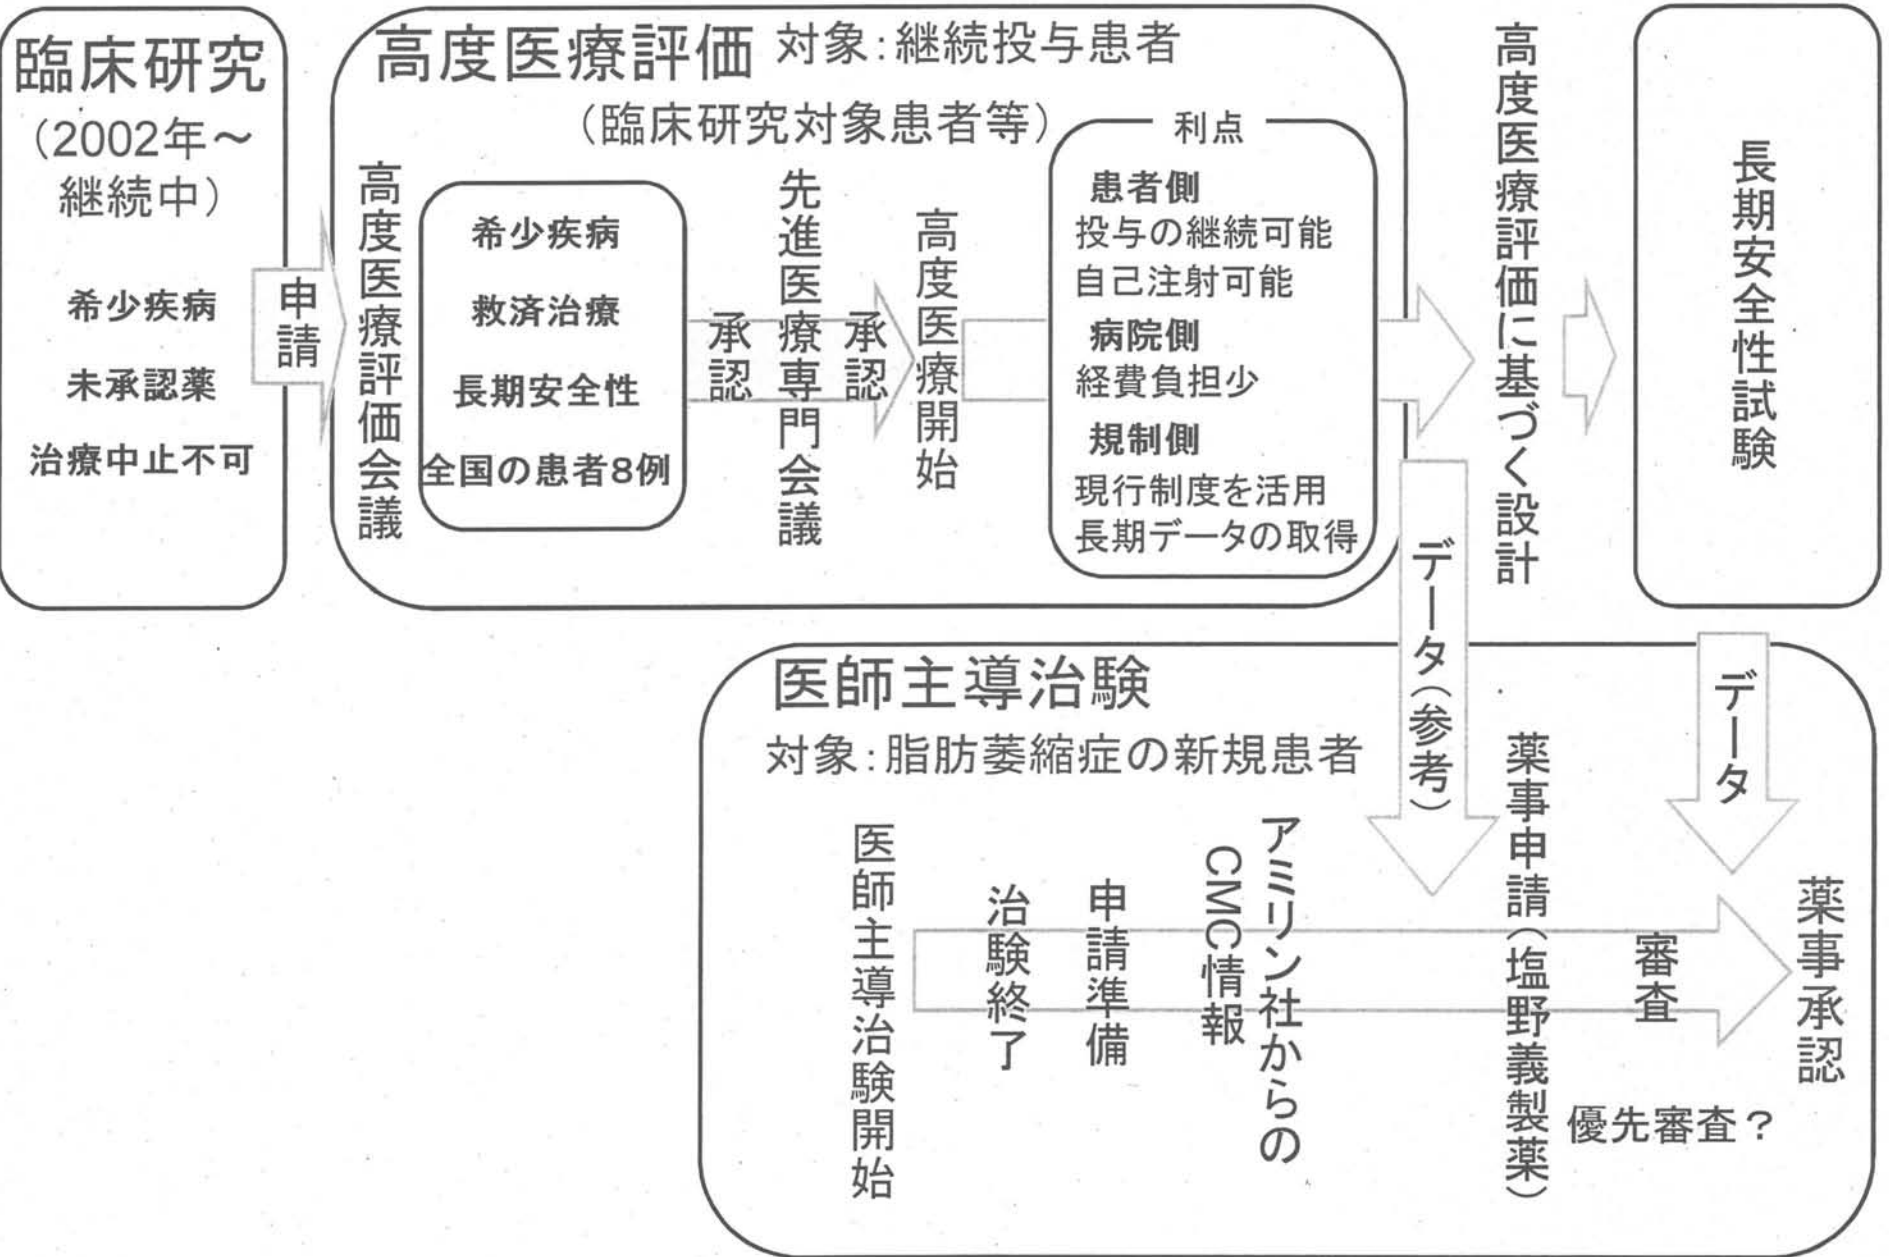 臨床研究
（2002年～
継続中）
希少疾病
未承認薬
治療中止不可
申請
高度医療評価 対象：継続投与患者
（臨床研究対象患者等）
高度医療評価会議
希少疾病
救済治療
長期安全性
全国の患者8例
承認
先進医療専門会議
承認
高度医療開始
利点
患者側
投与の継続可能
自己注射可能
病院側
経費負担少
規制側
現行制度を活用
長期データの取得
高度医療評価に基づく設計
長期安全性試験
データ（参考）
データ
医師主導治験
対象：脂肪萎縮症の新規患者
医師主導治験開始
治験終了
申請準備
アミリン社からの
CMC情報
薬事申請（塩野義製薬）
審査
優先審査？
薬事承認